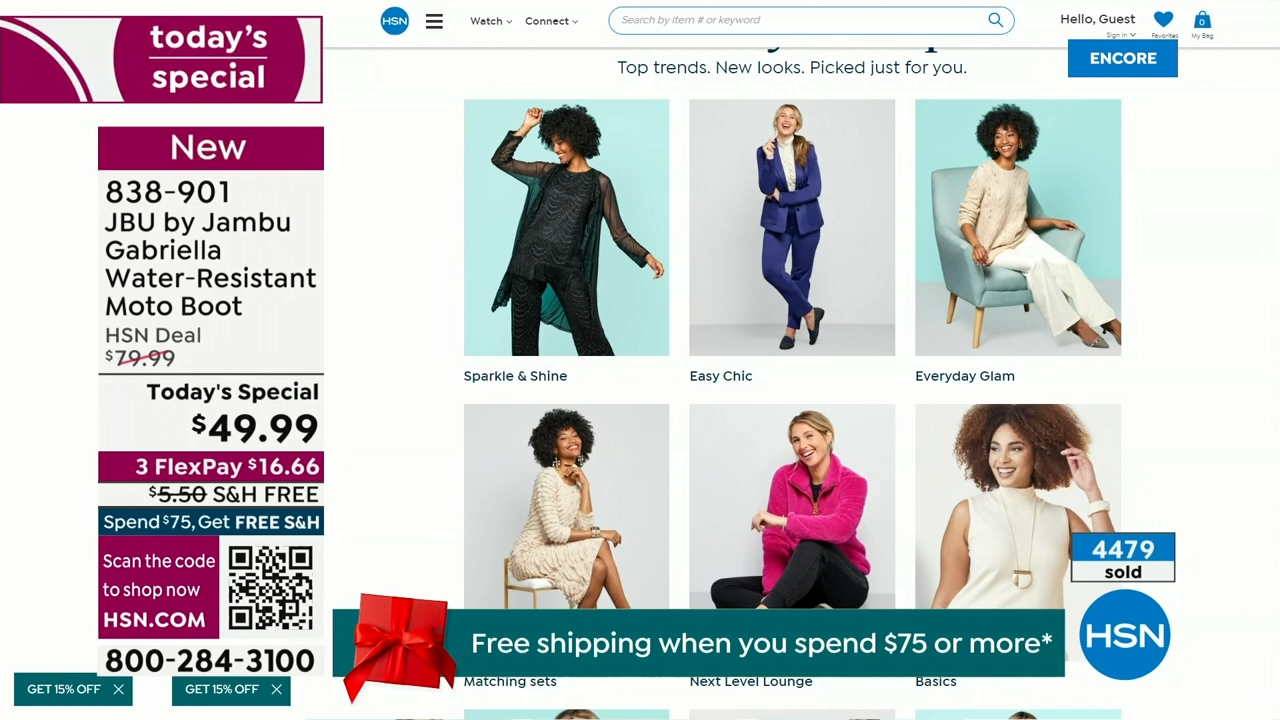 today's
special
New
838-901
JBU by Jambu
Gabriella
Water-Resistant
Moto Boot
HSN Deal
$79.99
Today's Special
$49.99
3 FlexPay $16.66
$5.50 S&H FREE
Spend $75, Get FREE S&H
Scan the code
to shop now
HSN.COM
800-284-3100
GET 15% OFF
GET 15% OFF
HSN
Watch
Connect
Search by item # or keyword
Hello, Guest
Sign In
Favorites
0
My Bag
ENCORE
Top trends. New looks. Picked just for you.
Sparkle & Shine
Easy Chic
Everyday Glam
4479
sold
Free shipping when you spend $75 or more*
HSN
Matching sets
Next Level Lounge
Basics